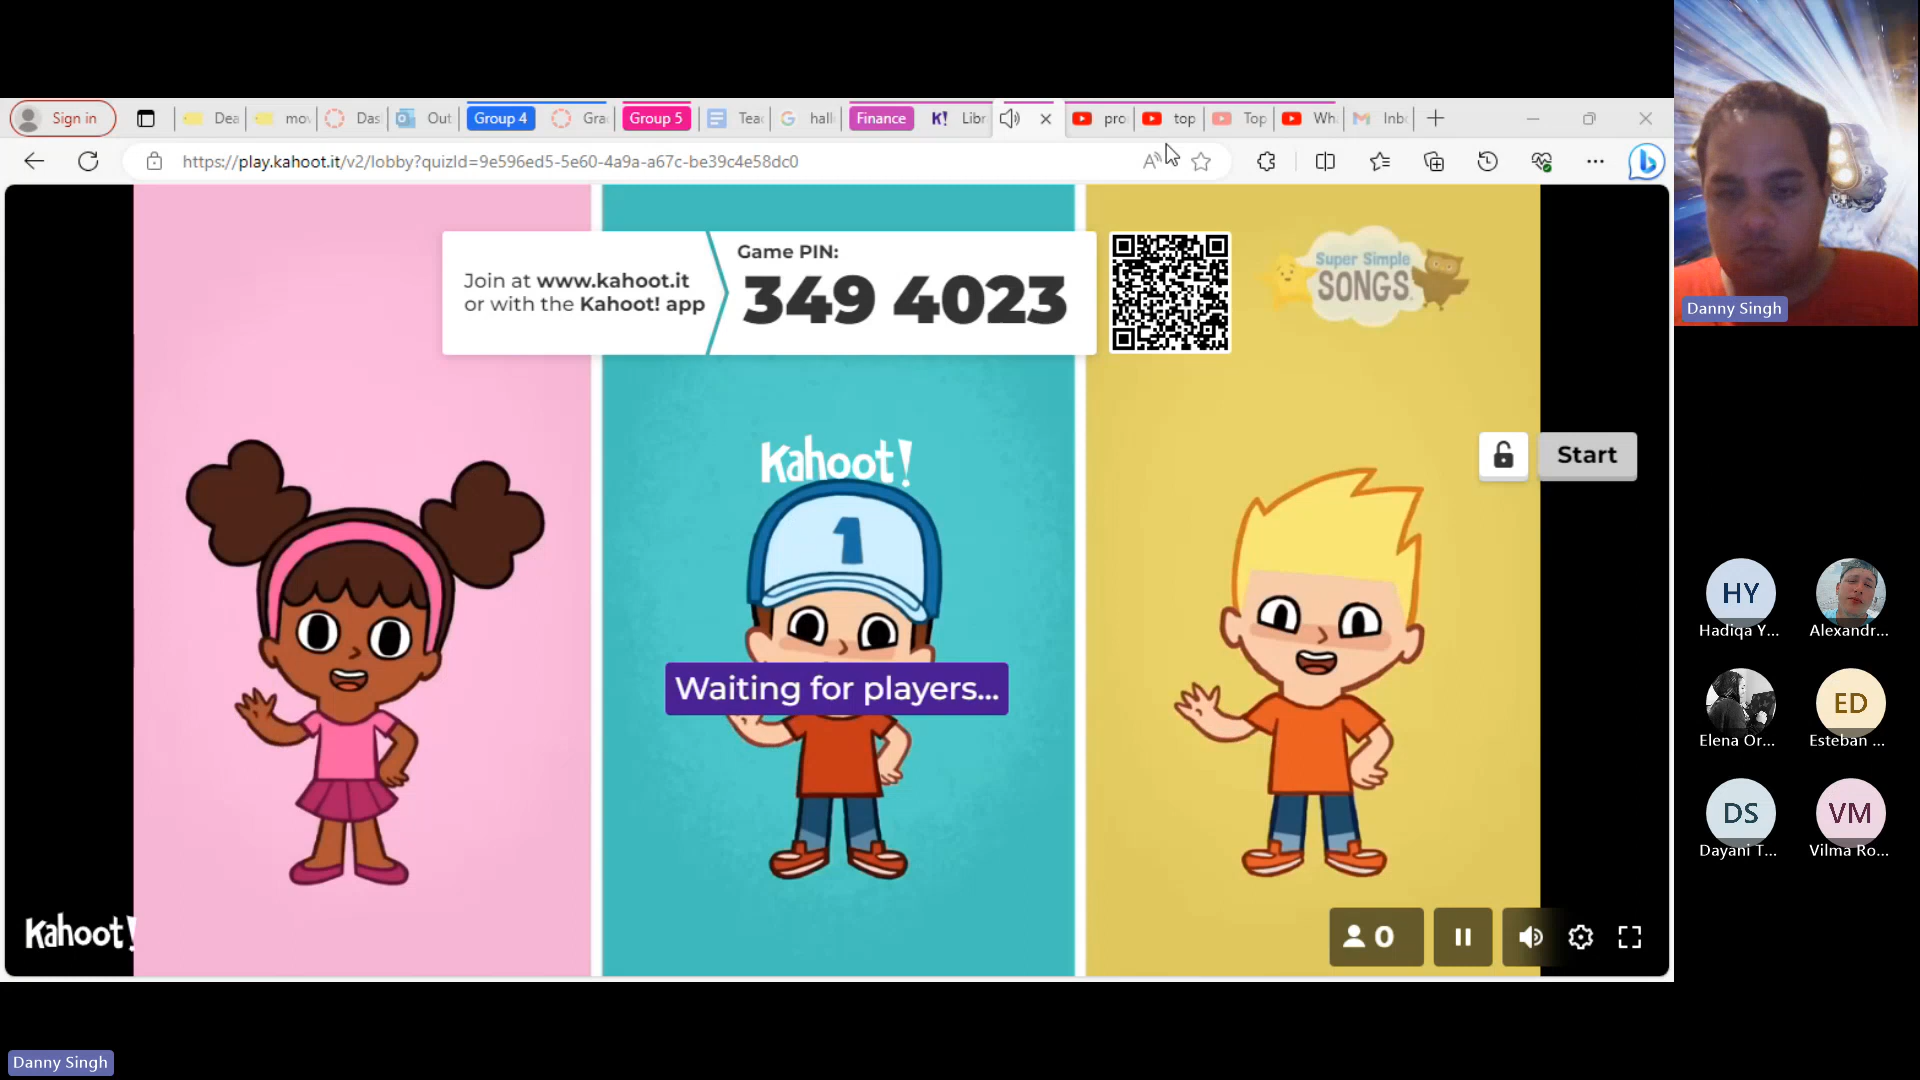 Sign in
Dea
mov
Das
Out
Group 4
Gra
Group 5
Tea
hall
Finance
K! Libr
pro
top
Top
Wh
Inb
https://play.kahoot.it/v2/lobby?quizId=9e596ed5-5e60-4a9a-a67c-be39c4e58dc0
Join at www.kahoot.it
or with the Kahoot! app
Game PIN:
349 4023
Super Simple
SONGS
Kahoot!
1
Start
Waiting for players...
Kahoot!
0
Danny Singh
HY
Hadiqa Y...
Alexandr...
Elena Or...
ED
Esteban ...
DS
Dayani T...
VM
Vilma Ro...
Danny Singh